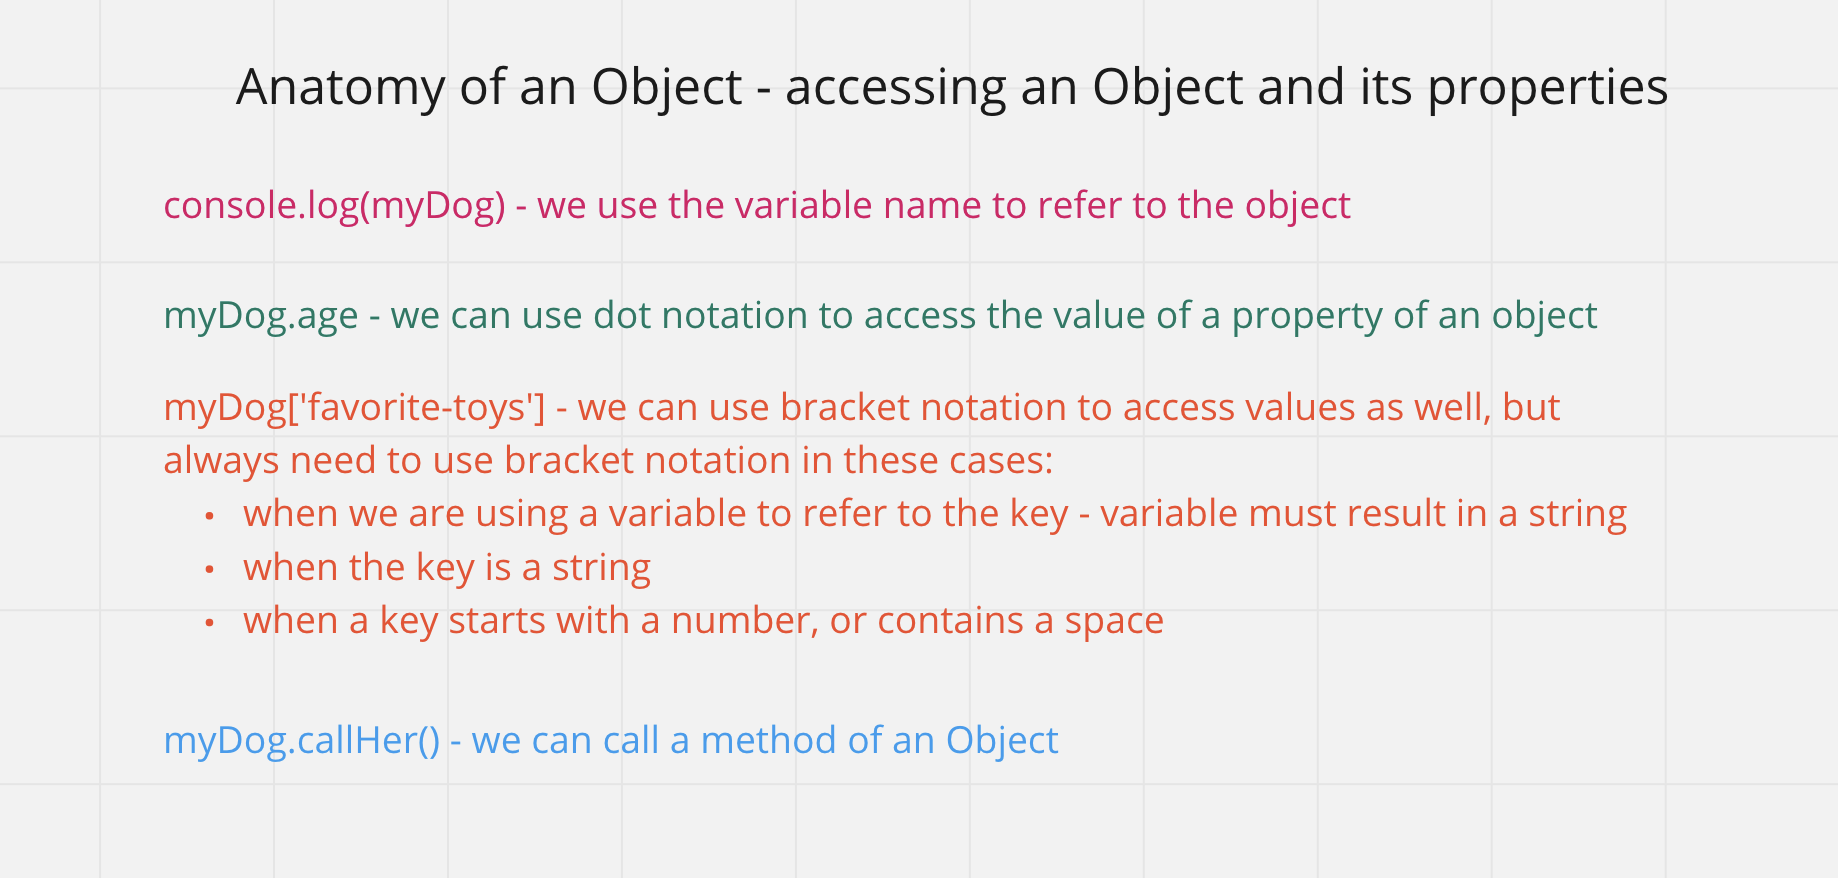 Anatomy of an Object - accessing an Object and its properties
console.log(myDog) - we use the variable name to refer to the object
myDog.age - we can use dot notation to access the value of a property of an object
myDog['favorite-toys'] - we can use bracket notation to access values as well, but
always need to use bracket notation in these cases:
• when we are using a variable to refer to the key - variable must result in a string
• when the key is a string
• when a key starts with a number, or contains a space
myDog.callHer() - we can call a method of an Object